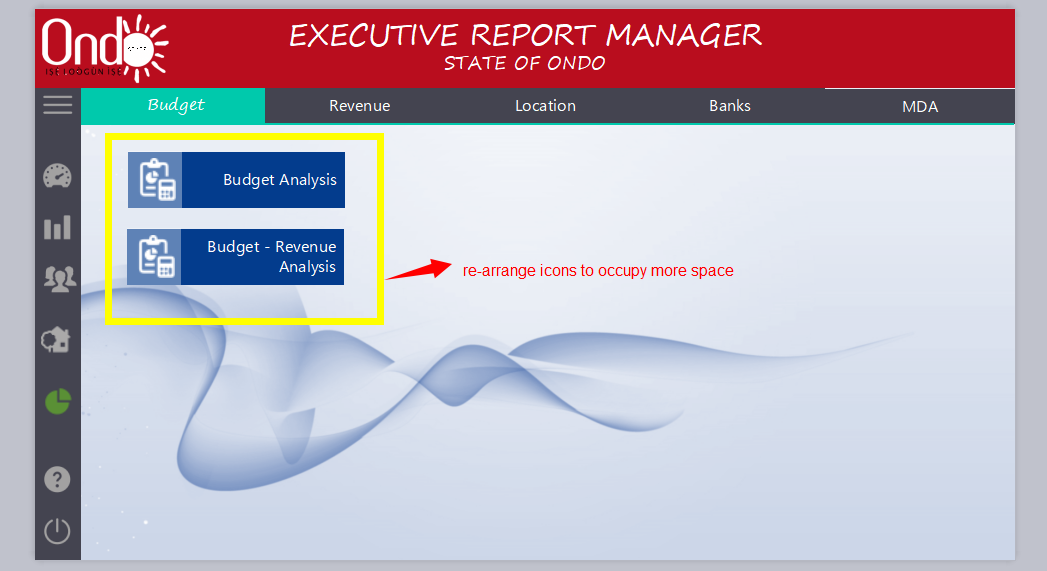 Ondo
EXECUTIVE REPORT MANAGER
STATE OF ONDO
Budget
Revenue
Location
Banks
MDA
Budget Analysis
Budget - Revenue
Analysis
re-arrange icons to occupy more space
?